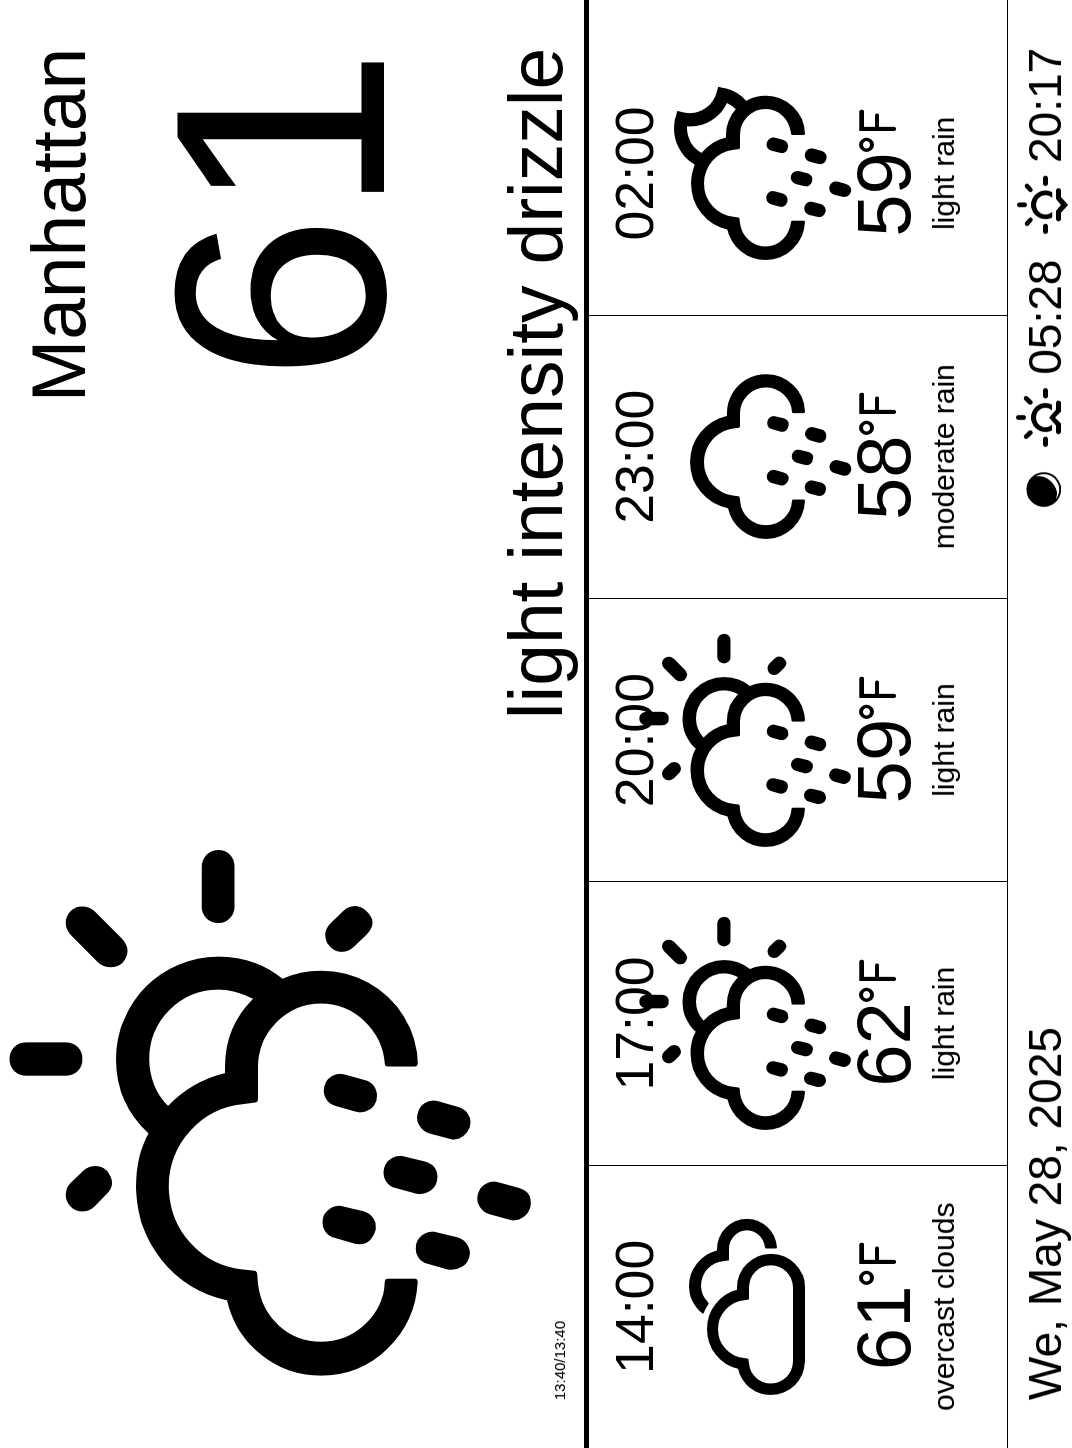 Manhattan
61
light intensity drizzle
13:40/13:40
14:00
61°F
overcast clouds
17:00
62°F
light rain
20:00
59°F
light rain
23:00
58°F
moderate rain
02:00
59°F
light rain
We, May 28, 2025
05:28
20:17